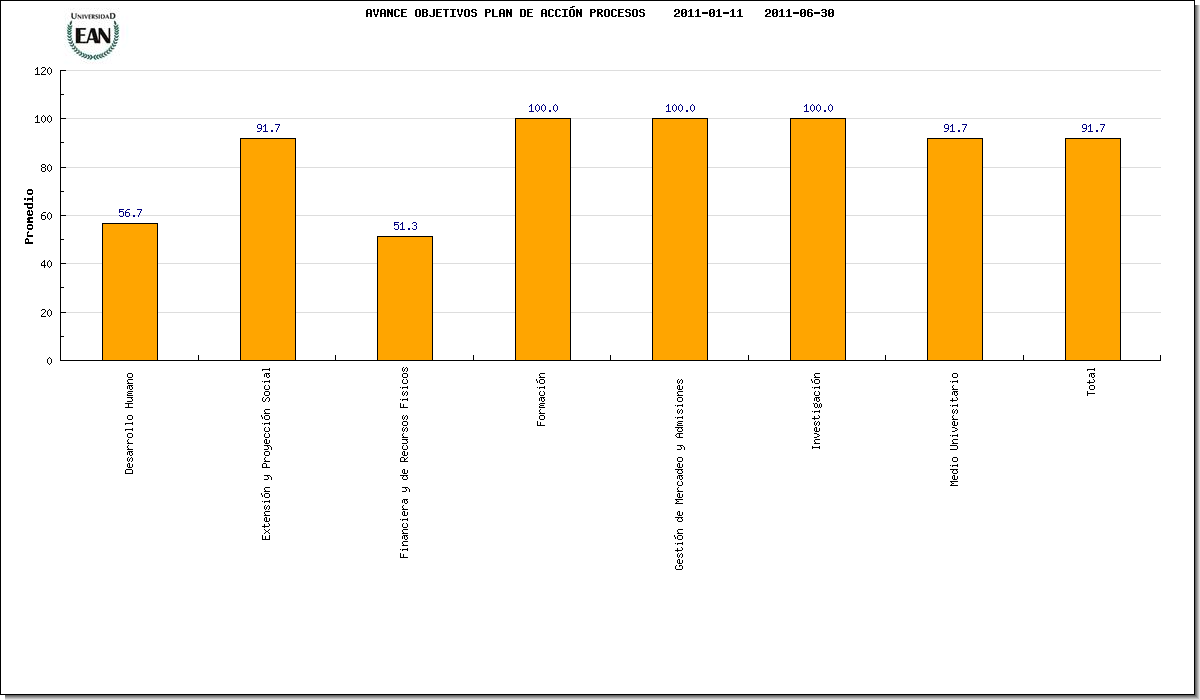 UNIVERSIDAD
EAN
AVANCE OBJETIVOS PLAN DE ACCIÓN PROCESOS 2011-01-11 2011-06-30
Promedio
120
100
80
60
40
20
0
56.7
91.7
51.3
100.0
100.0
100.0
91.7
91.7
Desarrollo Humano
Extensión y Proyección Social
Financiera y de Recursos Fisicos
Formación
Gestión de Mercadeo y Admisiones
Investigación
Medio Universitario
Total